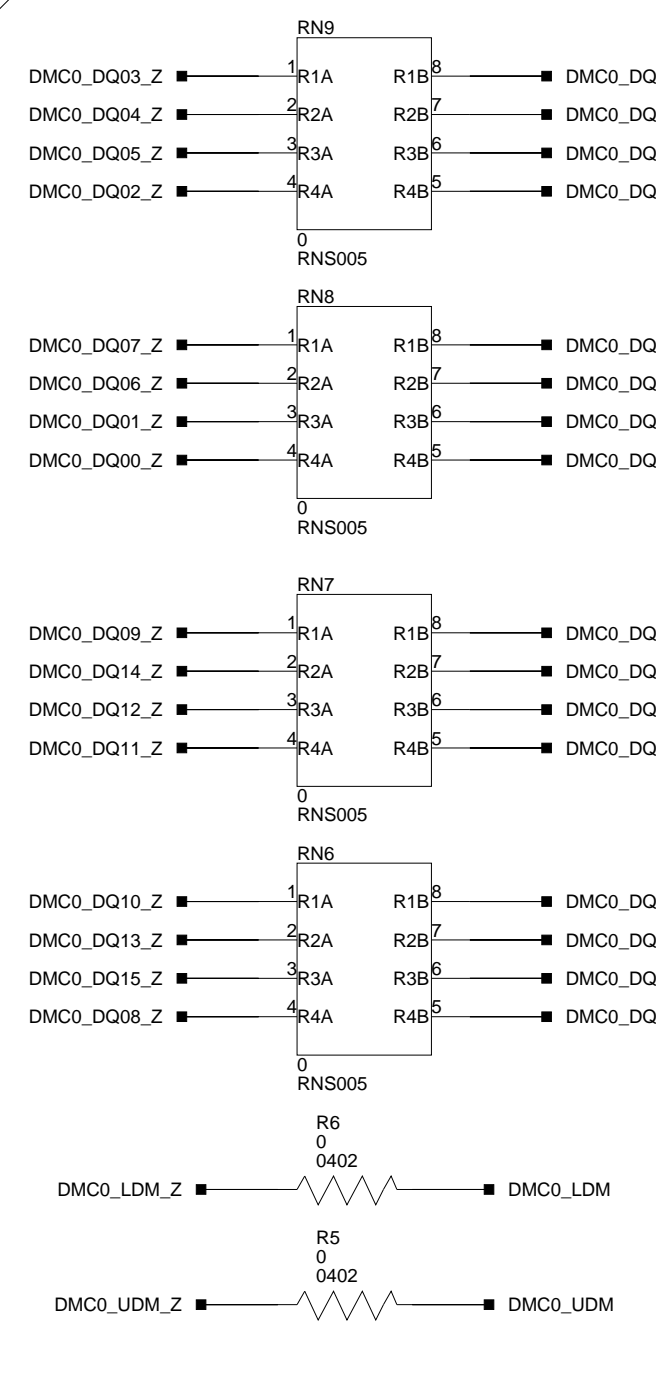 RN9
DMC0_DQ03_Z 1 R1A R1B 8 DMC0_DQ
DMC0_DQ04_Z 2 R2A R2B 7 DMC0_DQ
DMC0_DQ05_Z 3 R3A R3B 6 DMC0_DQ
DMC0_DQ02_Z 4 R4A R4B 5 DMC0_DQ
0
RNS005
RN8
DMC0_DQ07_Z 1 R1A R1B 8 DMC0_DQ
DMC0_DQ06_Z 2 R2A R2B 7 DMC0_DQ
DMC0_DQ01_Z 3 R3A R3B 6 DMC0_DQ
DMC0_DQ00_Z 4 R4A R4B 5 DMC0_DQ
0
RNS005
RN7
DMC0_DQ09_Z 1 R1A R1B 8 DMC0_DQ
DMC0_DQ14_Z 2 R2A R2B 7 DMC0_DQ
DMC0_DQ12_Z 3 R3A R3B 6 DMC0_DQ
DMC0_DQ11_Z 4 R4A R4B 5 DMC0_DQ
0
RNS005
RN6
DMC0_DQ10_Z 1 R1A R1B 8 DMC0_DQ
DMC0_DQ13_Z 2 R2A R2B 7 DMC0_DQ
DMC0_DQ15_Z 3 R3A R3B 6 DMC0_DQ
DMC0_DQ08_Z 4 R4A R4B 5 DMC0_DQ
0
RNS005
R6
0
0402
DMC0_LDM_Z DMC0_LDM
R5
0
0402
DMC0_UDM_Z DMC0_UDM